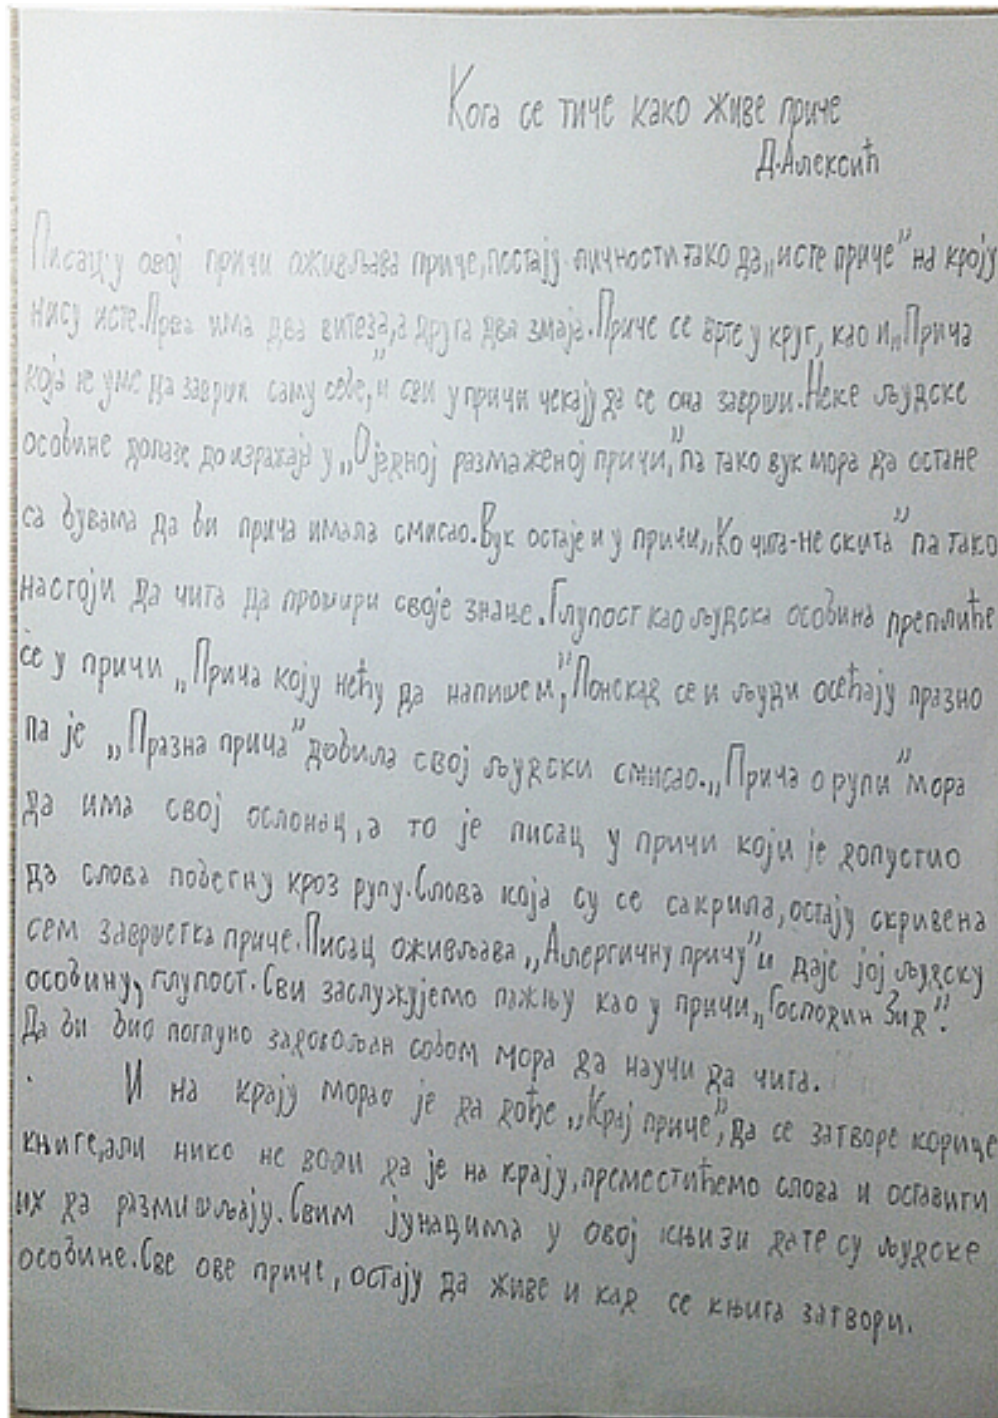 Кога се тиче како живе приче
Д.Алексић
Писац у овој причи оживљава приче, постају личности тако да „исте приче” на кроју
нису исте. Прва има два витеза, а друга два змаја. Приче се врте у круг, као и „Прича
која не уме да заврши саму себе”, и сви у причи чекају да се она заврши. Неке људске
особине долазе до изражаја у „О једној размаженој причи”, па тако вук мора да остане
са бувама да би прича имала смисао. Вук остаје и у причи „Ко чита-не скита” па тако
настоји да чита да прошири своје знање. Глупост као људска особина преплиће
се у причи „Прича коју нећу да напишем”, Понекад се и људи осећају празно
па је „Празна прича” добила свој људски смисао. „Прича о рупи” мора
да има свој ослонац, а то је писац у причи који је допустио
да слова побегну кроз рупу. Слова која су се сакрила, остају скривена
сем завршетка приче. Писац оживљава „Алергичну причу” и даје јој људску
особину, глупост. Сви заслужујемо пажњу као у причи „Господин Зид”.
Да би био потпуно задовољан собом мора да научи да чита.
И на крају морао је да дође „Крај приче”, да се затворе корице
књиге, али нико не воли да је на крају, преместићемо слова и оставити
их да размишљају. Свим јунацима у овој књизи дате су људске
особине. Све ове приче, остају да живе и кад се књига затвори.